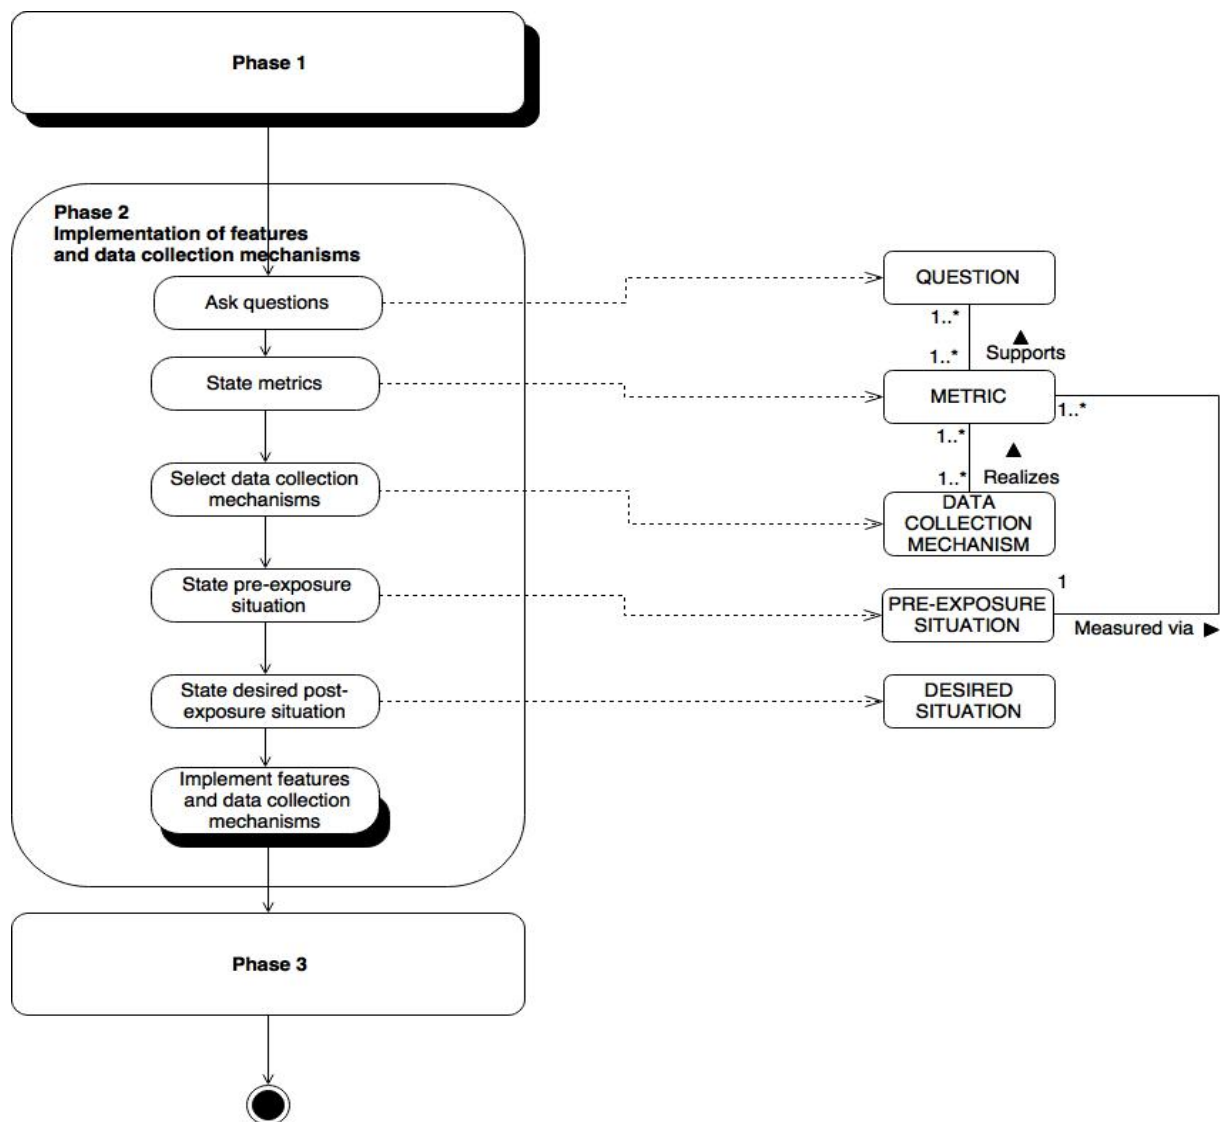 Phase 1
Phase 2
Implementation of features
and data collection mechanisms
Ask questions
State metrics
Select data collection
mechanisms
State pre-exposure
situation
State desired post-
exposure situation
Implement features
and data collection
mechanisms
Phase 3
QUESTION
1..*
1..*
▲
Supports
METRIC
1..*
1..*
▲
1..*
Realizes
DATA
COLLECTION
MECHANISM
1
PRE-EXPOSURE
SITUATION
Measured via ►
DESIRED
SITUATION